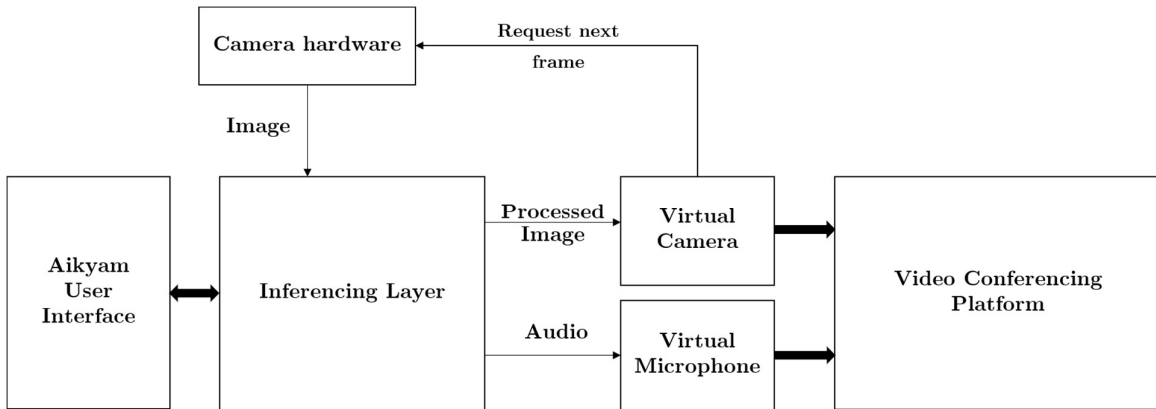 Camera hardware
Request next
frame
Image
Aikyam
User
Interface
Inferencing Layer
Processed
Image
Audio
Virtual
Camera
Virtual
Microphone
Video Conferencing
Platform